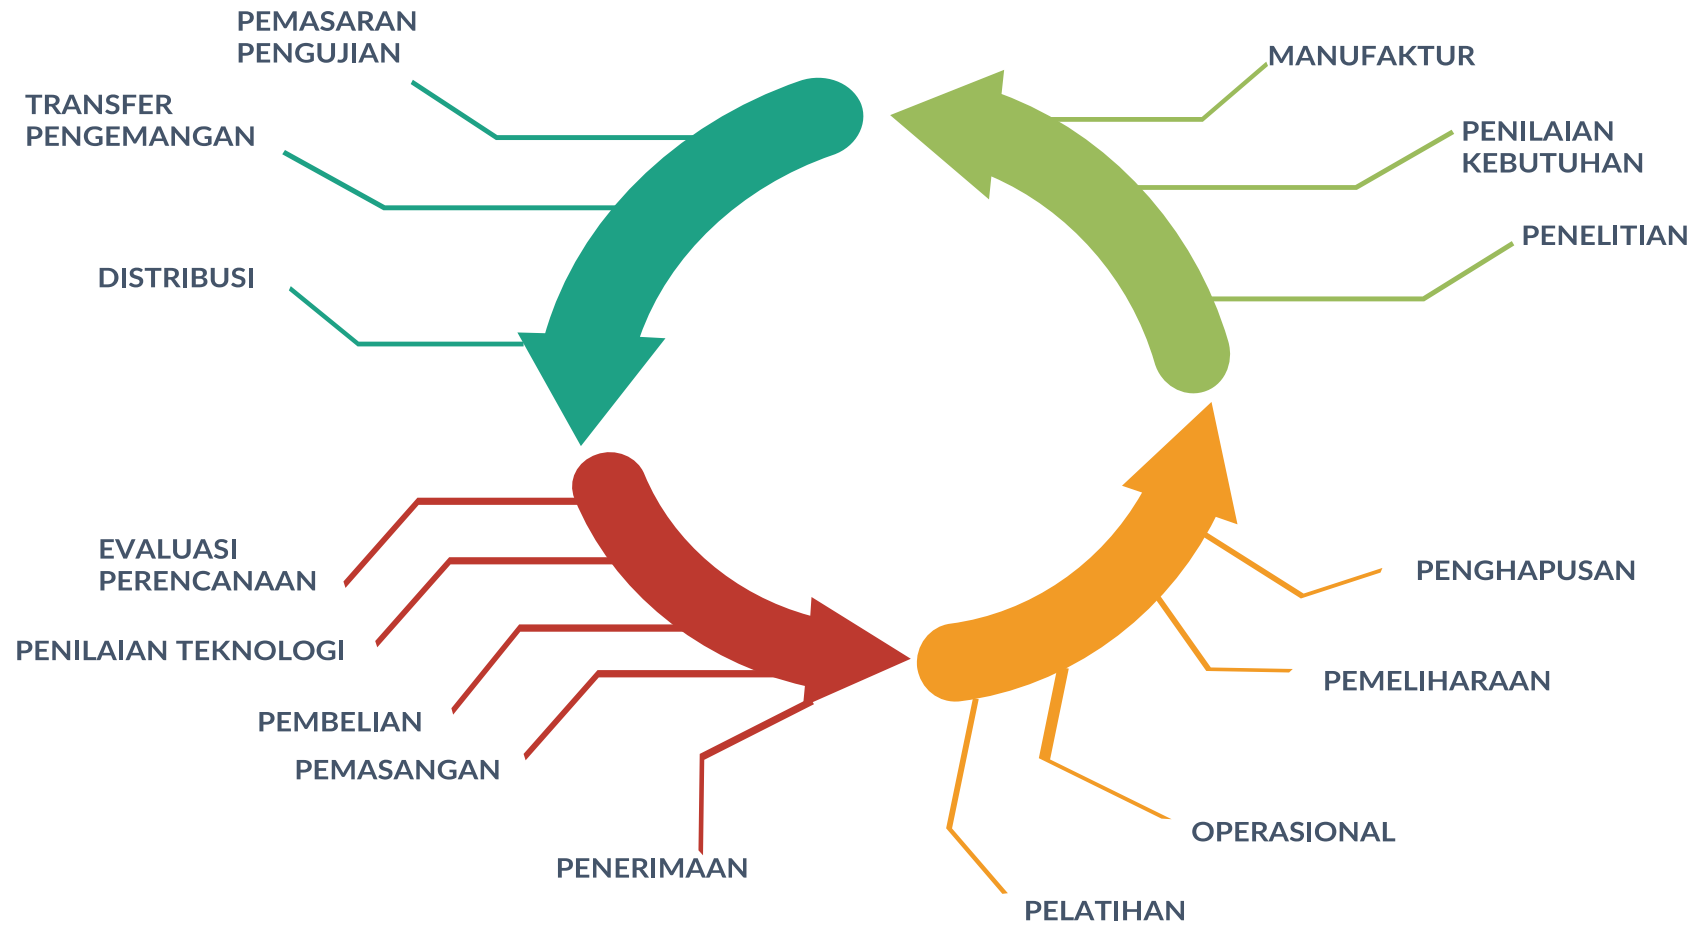 PEMASARAN
PENGUJIAN
TRANSFER
PENGEMANGAN
DISTRIBUSI
MANUFAKTUR
PENILAIAN
KEBUTUHAN
PENELITIAN
EVALUASI
PERENCANAAN
PENILAIAN TEKNOLOGI
PEMBELIAN
PEMASANGAN
PENERIMAAN
PENGHAPUSAN
PEMELIHARAAN
OPERASIONAL
PELATIHAN